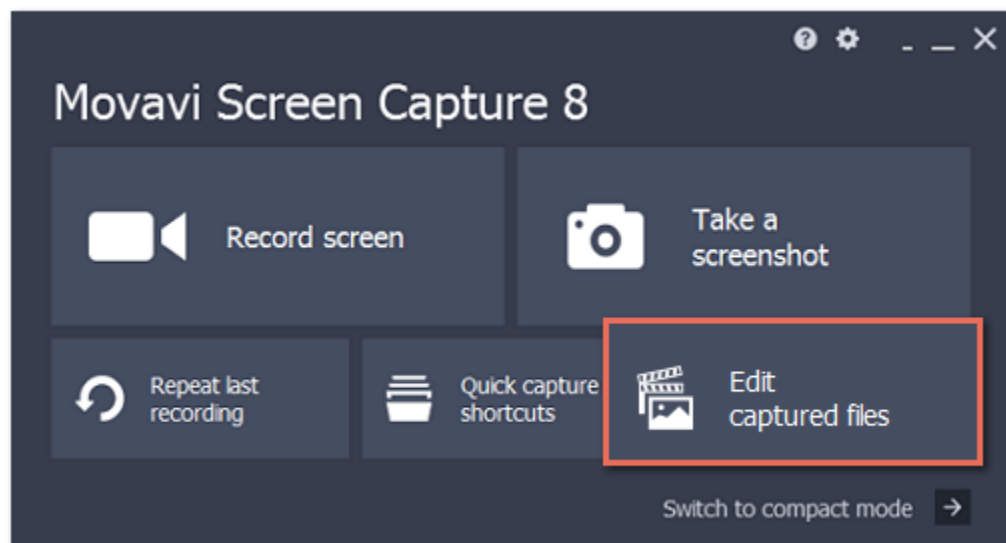 Movavi Screen Capture 8
Record screen
Take a
screenshot
Repeat last
recording
Quick capture
shortcuts
Edit
captured files
Switch to compact mode